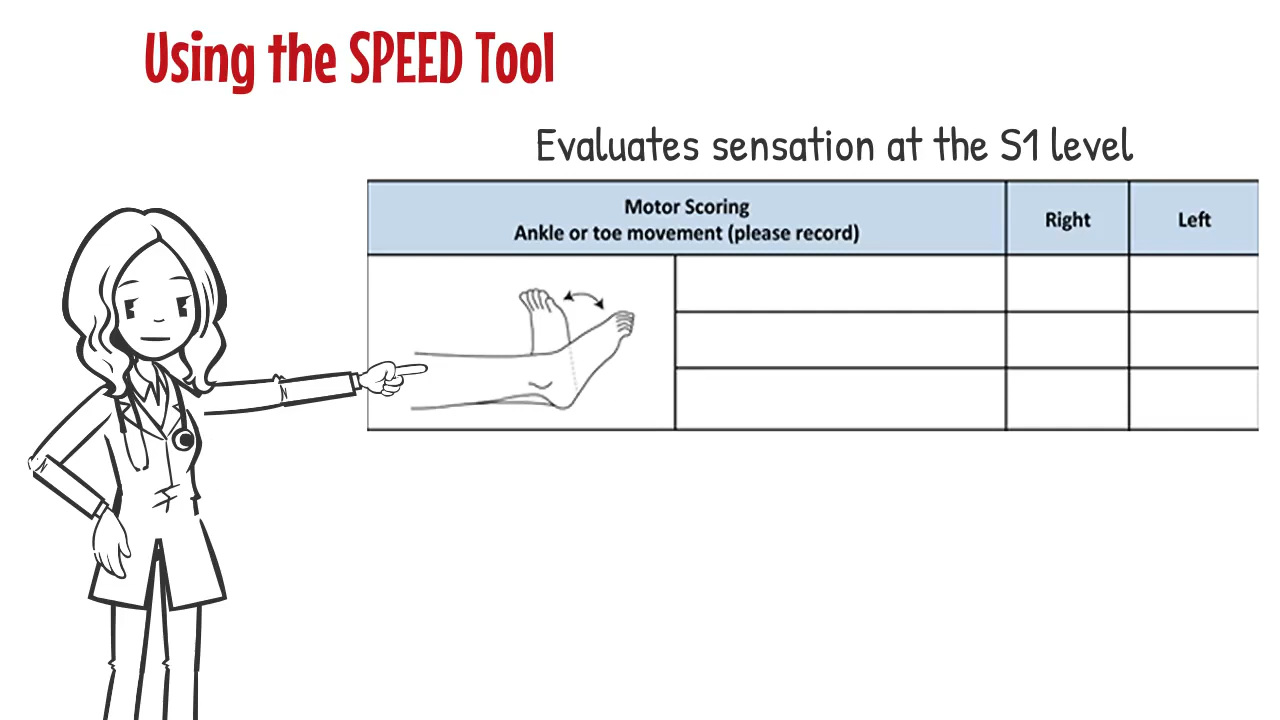 Using the SPEED Tool
Evaluates sensation at the S1 level
Motor Scoring
Ankle or toe movement (please record)
Right
Left